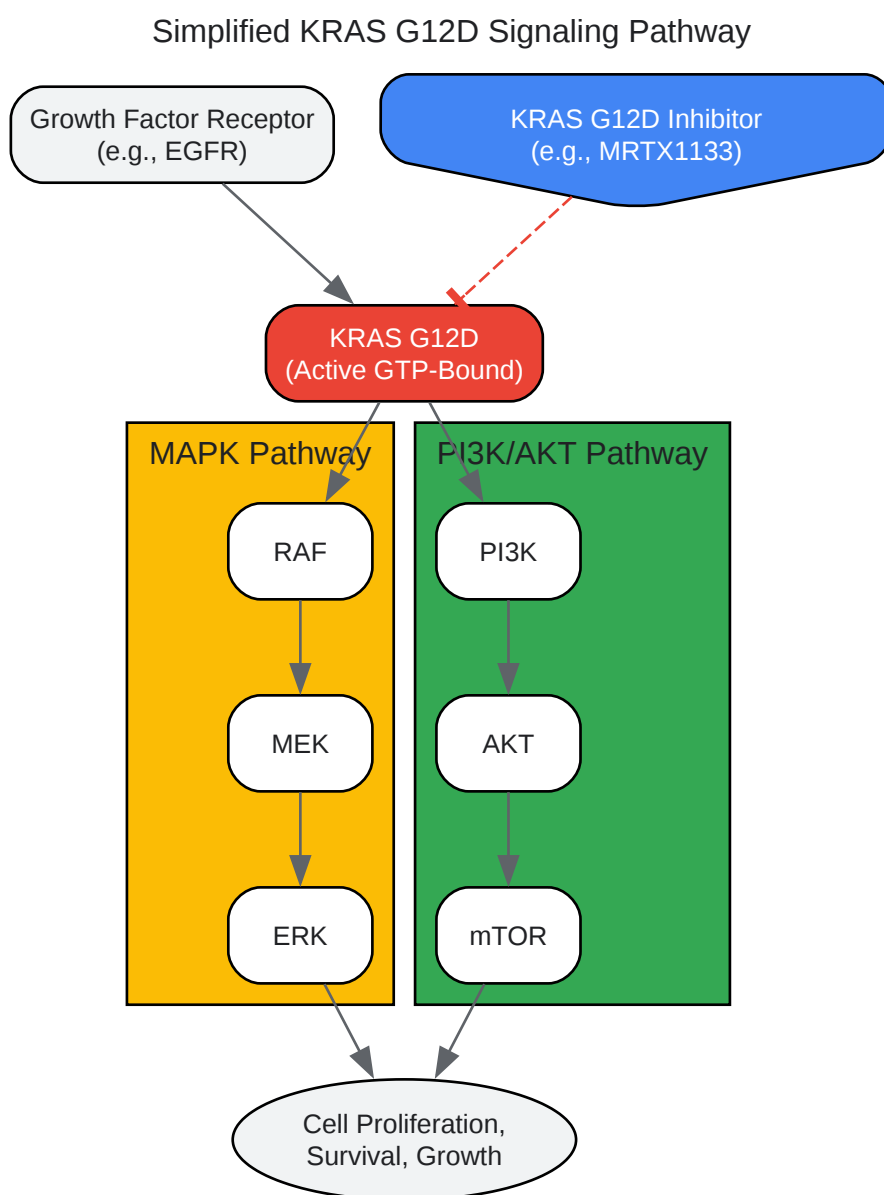 Simplified KRAS G12D Signaling Pathway
Growth Factor Receptor
(e.g., EGFR)
KRAS G12D Inhibitor
(e.g., MRTX1133)
KRAS G12D
(Active GTP-Bound)
MAPK Pathway
PI3K/AKT Pathway
RAF
PI3K
MEK
AKT
ERK
mTOR
Cell Proliferation,
Survival, Growth